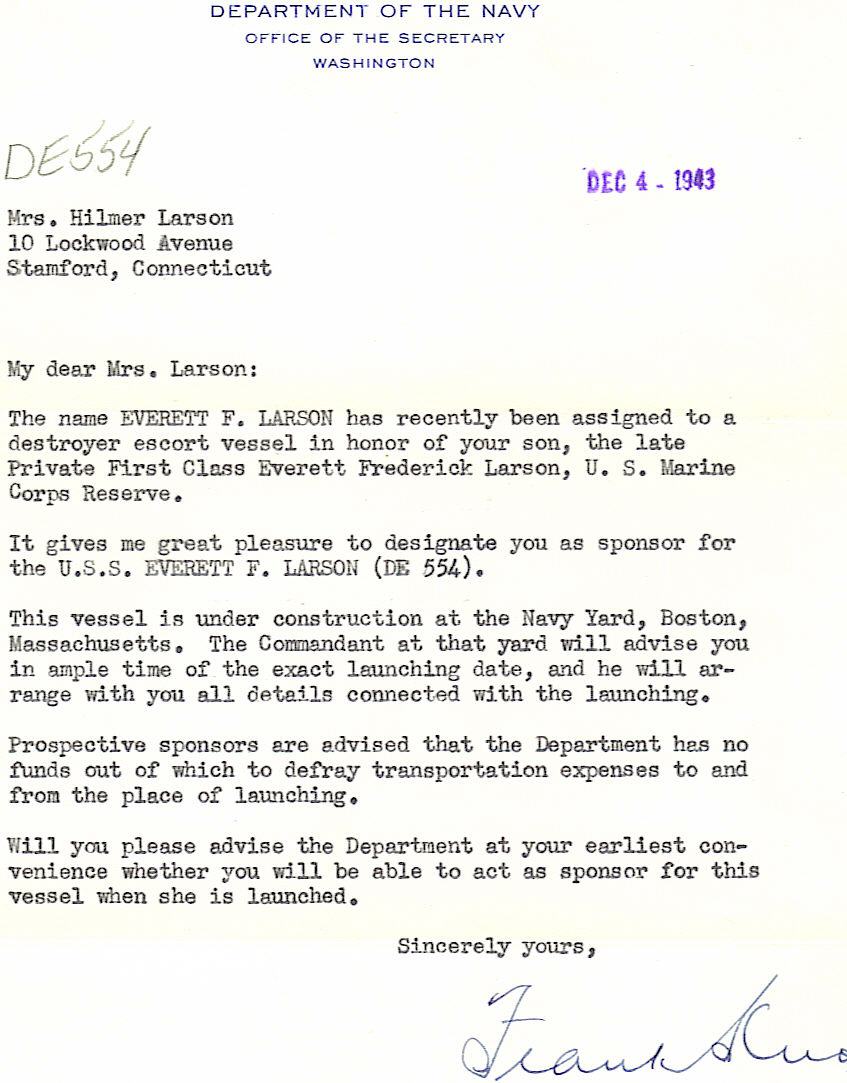 DEPARTMENT OF THE NAVY
OFFICE OF THE SECRETARY
WASHINGTON
DE554
DEC 4 - 1943
Mrs. Hilmer Larson
10 Lockwood Avenue
Stamford, Connecticut
My dear Mrs. Larson:
The name EVERETT F. LARSON has recently been assigned to a
destroyer escort vessel in honor of your son, the late
Private First Class Everett Frederick Larson, U. S. Marine
Corps Reserve.
It gives me great pleasure to designate you as sponsor for
the U.S.S. EVERETT F. LARSON (DE 554).
This vessel is under construction at the Navy Yard, Boston,
Massachusetts. The Commandant at that yard will advise you
in ample time of the exact launching date, and he will ar-
range with you all details connected with the launching.
Prospective sponsors are advised that the Department has no
funds out of which to defray transportation expenses to and
from the place of launching.
Will you please advise the Department at your earliest con-
venience whether you will be able to act as sponsor for this
vessel when she is launched.
Sincerely yours,
Frank